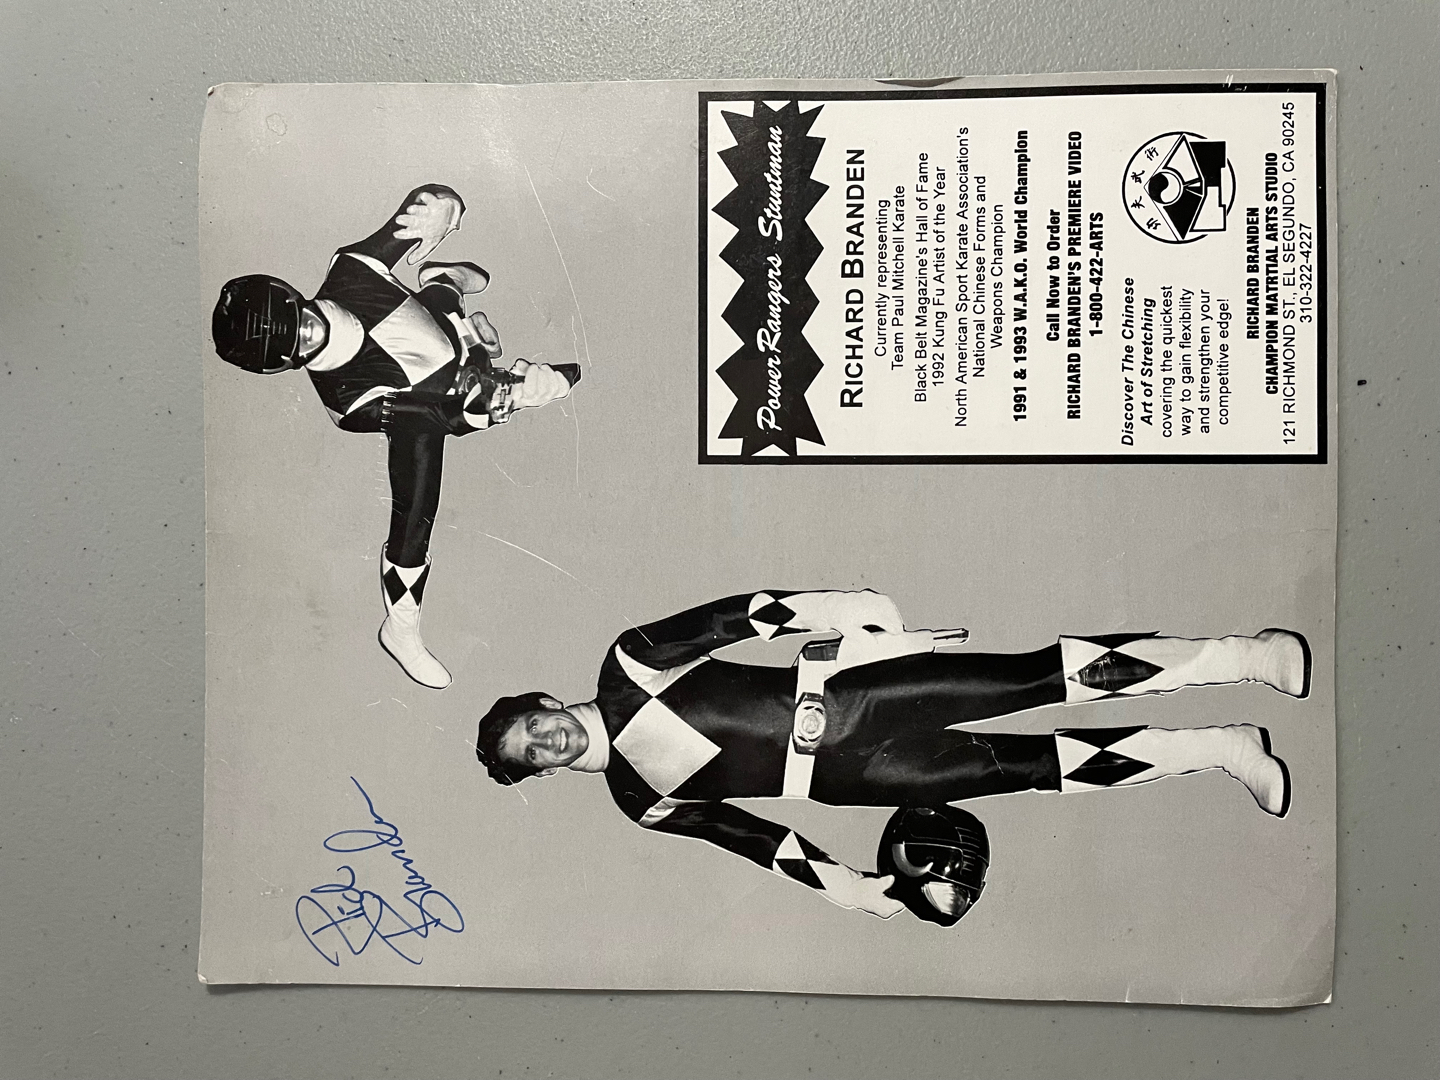 Rich
Branden
Power Rangers Stuntman
RICHARD BRANDEN
Currently representing
Team Paul Mitchell Karate
Black Belt Magazine's Hall of Fame
1992 Kung Fu Artist of the Year
North American Sport Karate Association's
National Chinese Forms and
Weapons Champion
1991 & 1993 W.A.K.O. World Champion
Call Now to Order
RICHARD BRANDEN'S PREMIERE VIDEO
1-800-422-ARTS
Discover The Chinese
Art of Stretching
covering the quickest
way to gain flexibility
and strengthen your
competitive edge!
RICHARD BRANDEN
CHAMPION MATRTIAL ARTS STUDIO
121 RICHMOND ST., EL SEGUNDO, CA 90245
310-322-4227